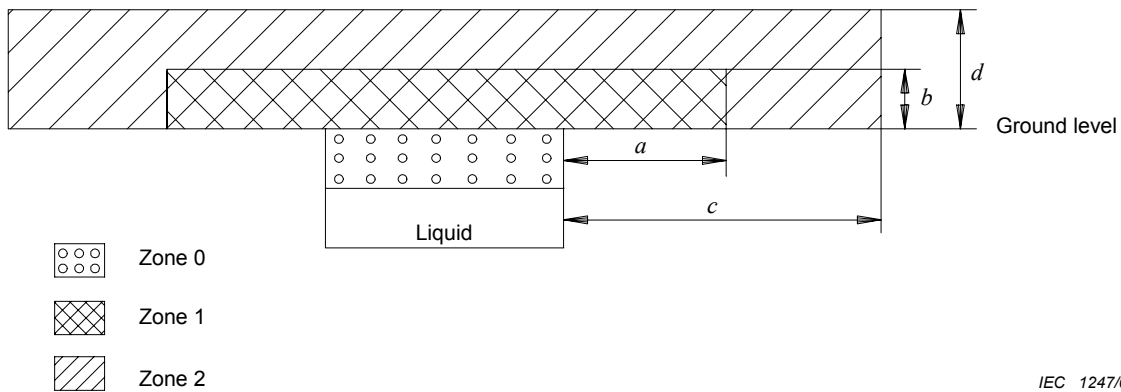 d
b
Ground level
a
c
Liquid
Zone 0
Zone 1
Zone 2
IEC 1247/